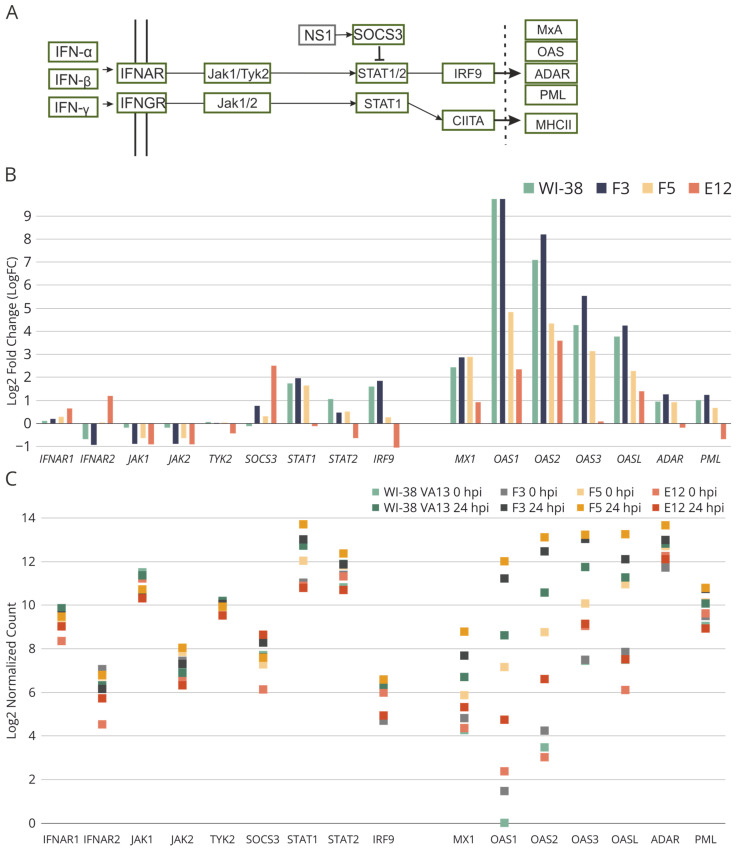 A
NS1 SOCS3 MxA
IFN-α OAS
IFN-β IFNAR Jak1/Tyk2 STAT1/2 IRF9 ADAR
IFN-γ IFNGR Jak1/2 STAT1 PML
CIITA MHCII
B
WI-38 F3 F5 E12
Log2 Fold Change (LogFC)
9
8
7
6
5
4
3
2
1
0
−1
IFNAR1 IFNAR2 JAK1 JAK2 TYK2 SOCS3 STAT1 STAT2 IRF9 MX1 OAS1 OAS2 OAS3 OASL ADAR PML
C
WI-38 VA13 0 hpi F3 0 hpi F5 0 hpi E12 0 hpi
WI-38 VA13 24 hpi F3 24 hpi F5 24 hpi E12 24 hpi
Log2 Normalized Count
14
12
10
8
6
4
2
0
IFNAR1 IFNAR2 JAK1 JAK2 TYK2 SOCS3 STAT1 STAT2 IRF9 MX1 OAS1 OAS2 OAS3 OASL ADAR PML